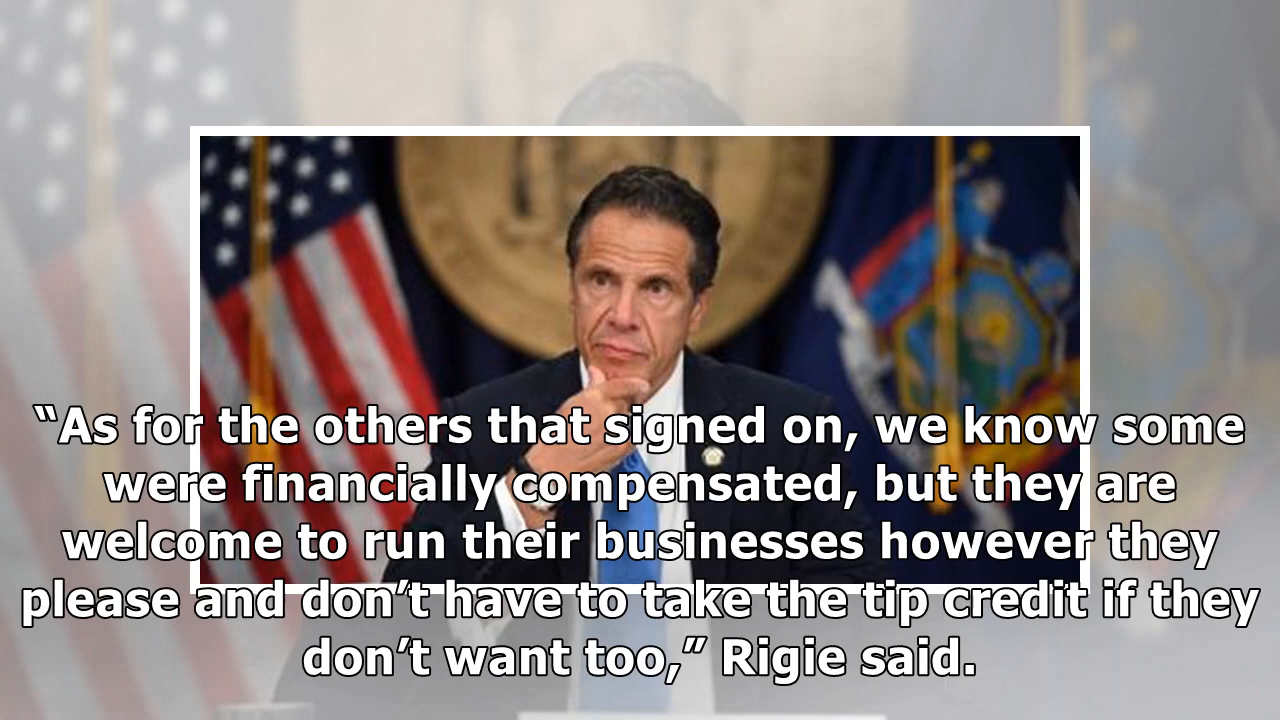 “As for the others that signed on, we know some
were financially compensated, but they are
welcome to run their businesses however they
please and don’t have to take the tip credit if they
don’t want too,” Rigie said.